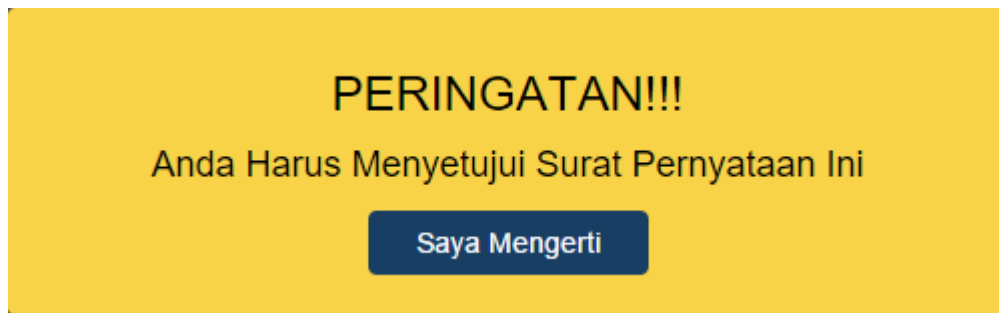 PERINGATAN!!!
Anda Harus Menyetujui Surat Pernyataan Ini
Saya Mengerti